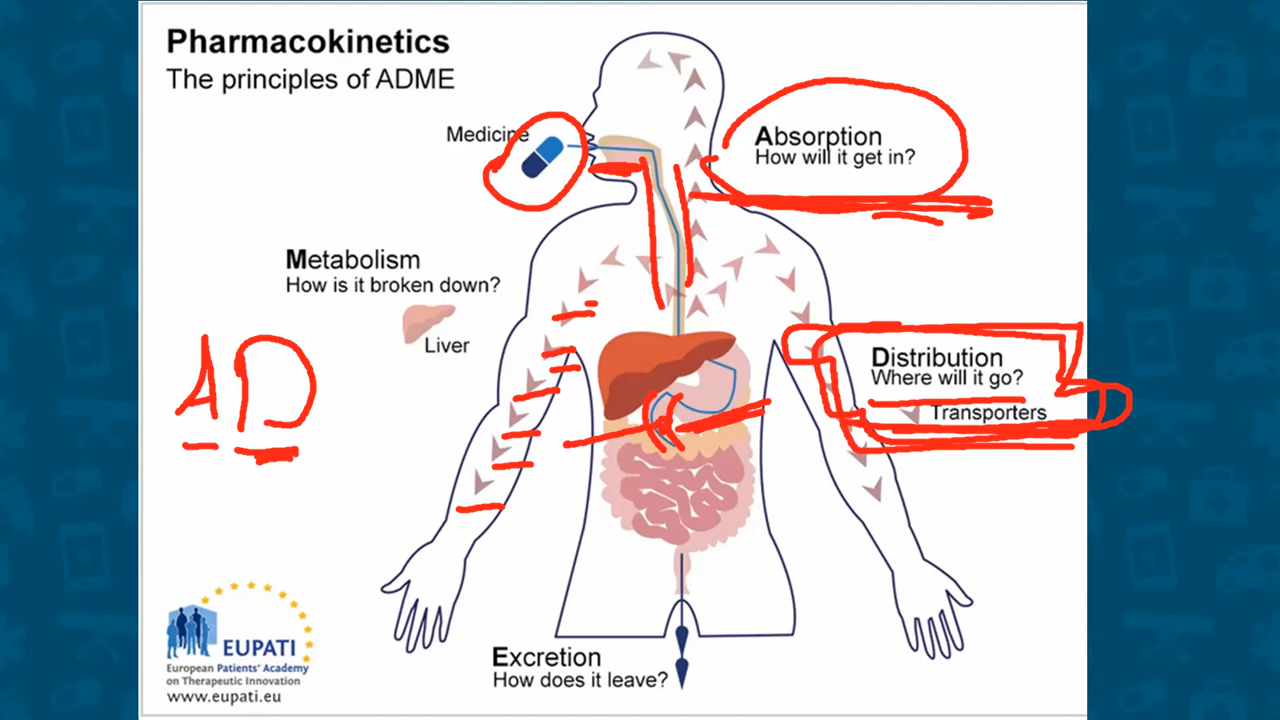 Pharmacokinetics
The principles of ADME
Medicine
Absorption
How will it get in?
Metabolism
How is it broken down?
Liver
Distribution
Where will it go?
Transporters
AD
Excretion
How does it leave?
EUPATI
European Patients' Academy
on Therapeutic Innovation
www.eupati.eu